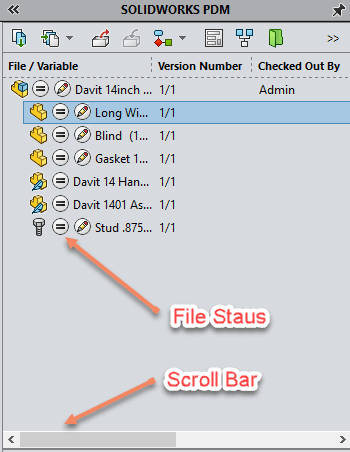 SOLIDWORKS PDM
File / Variable Version Number Checked Out By
Davit 14inch ... 1/1 Admin
Long Wi... 1/1
Blind (1... 1/1
Gasket 1... 1/1
Davit 14 Han... 1/1
Davit 1401 As... 1/1
Stud .875... 1/1
File Staus
Scroll Bar